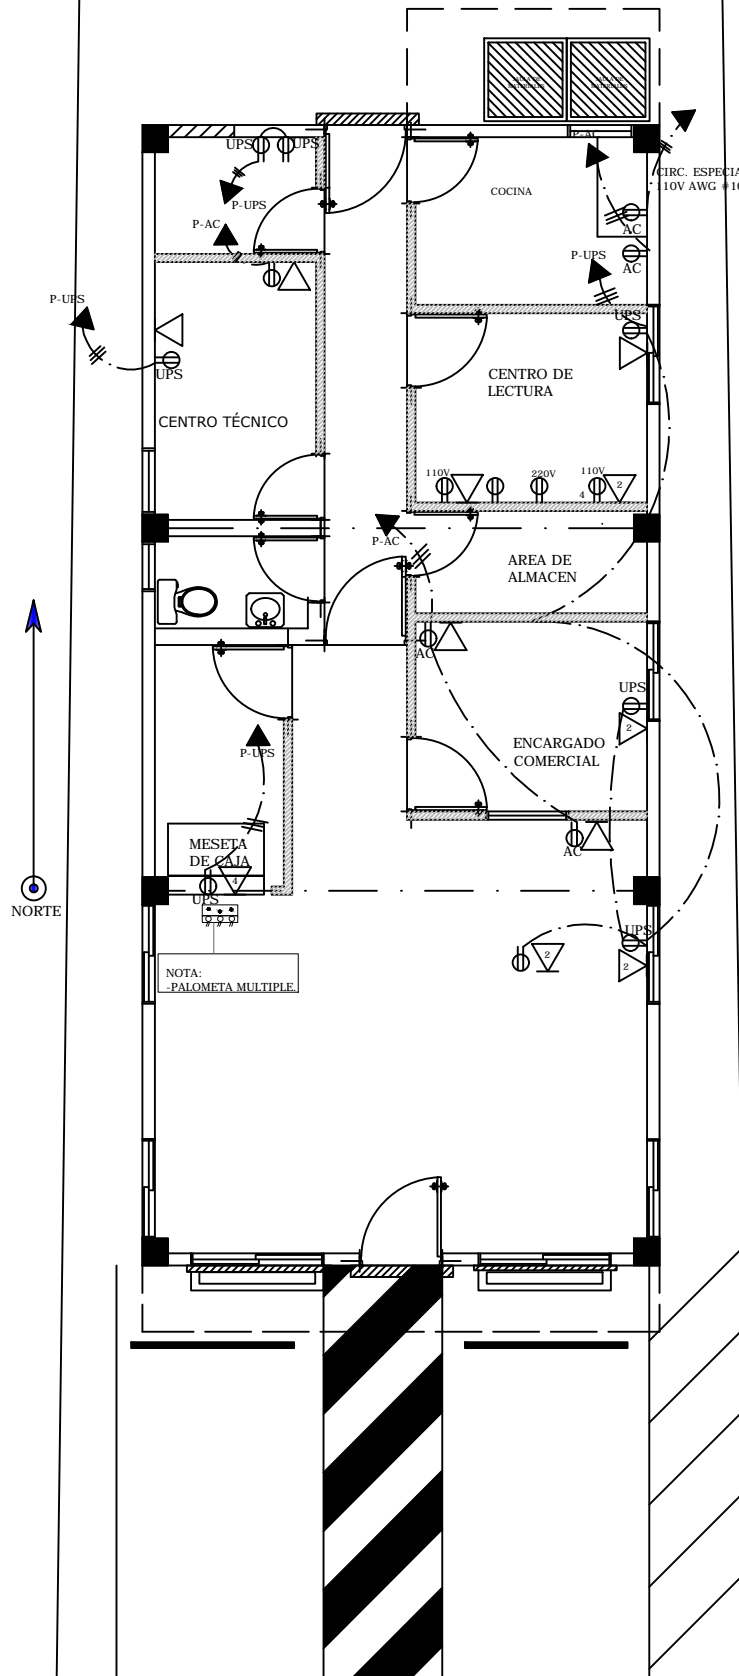 P-AC
UPS
UPS
CIRC. ESPECIA
110V AWG #10
COCINA
P-UPS
AC
P-AC
AC
P-UPS
P-UPS
UPS
UPS
CENTRO DE
LECTURA
CENTRO TÉCNICO
110V
220V
110V
4
2
P-AC
AREA DE
ALMACEN
AC
UPS
2
P-UPS
ENCARGADO
COMERCIAL
MESETA
DE CAJA
AC
4
UPS
NORTE
UPS
2
2
NOTA:
-PALOMETA MULTIPLE.